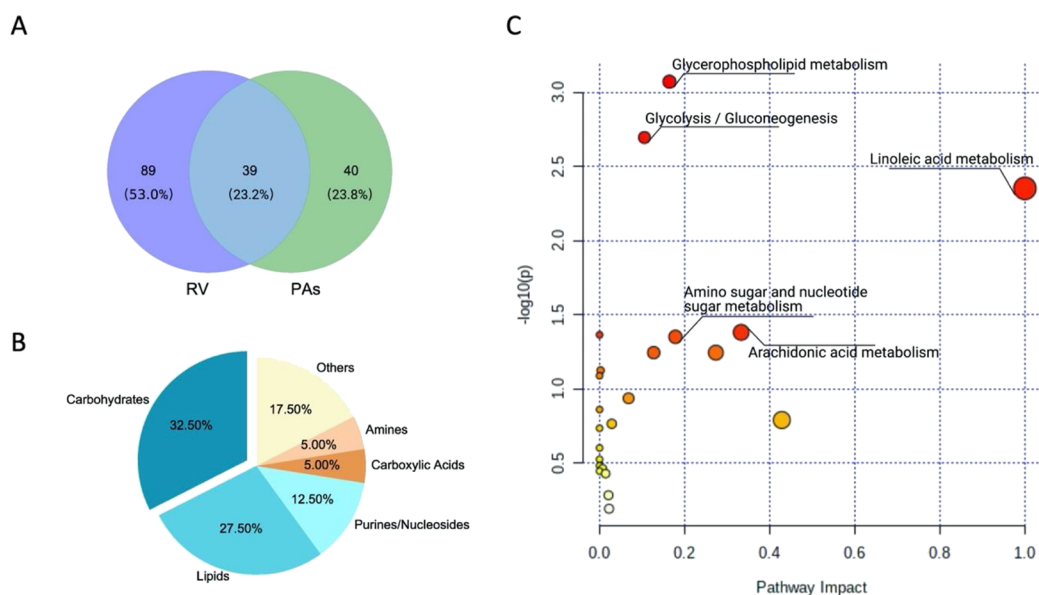 A
89
(53.0%)
39
(23.2%)
40
(23.8%)
RV
PAs
B
Others
17.50%
Amines
5.00%
Carboxylic Acids
5.00%
Purines/Nucleosides
12.50%
Lipids
27.50%
Carbohydrates
32.50%
C
Glycerophospholipid metabolism
Glycolysis / Gluconeogenesis
Linoleic acid metabolism
Amino sugar and nucleotide
sugar metabolism
Arachidonic acid metabolism
-log10(p)
3.0
2.5
2.0
1.5
1.0
0.5
0.0
0.2
0.4
0.6
0.8
1.0
Pathway Impact